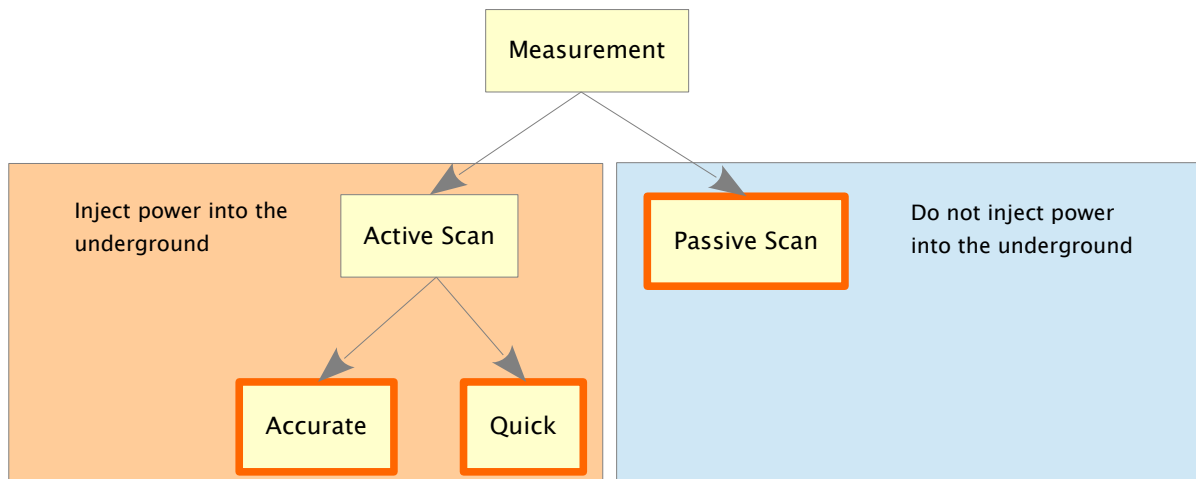 Measurement
Inject power into the
underground
Active Scan
Passive Scan
Do not inject power
into the underground
Accurate
Quick